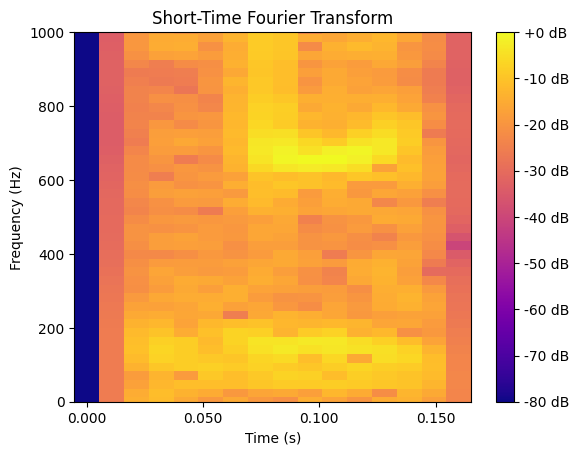 Short-Time Fourier Transform
1000
800
600
400
200
0
Frequency (Hz)
0.000
0.050
0.100
0.150
Time (s)
+0 dB
-10 dB
-20 dB
-30 dB
-40 dB
-50 dB
-60 dB
-70 dB
-80 dB